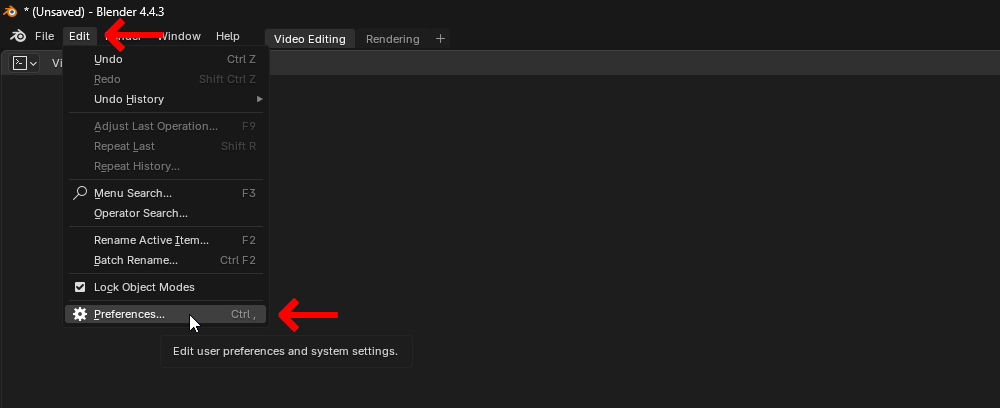 * (Unsaved) - Blender 4.4.3
File Edit Render Window Help Video Editing Rendering +
Vi
Undo Ctrl Z
Redo Shift Ctrl Z
Undo History
Adjust Last Operation... F9
Repeat Last Shift R
Repeat History...
Menu Search... F3
Operator Search...
Rename Active Item... F2
Batch Rename... Ctrl F2
Lock Object Modes
Preferences... Ctrl ,
Edit user preferences and system settings.